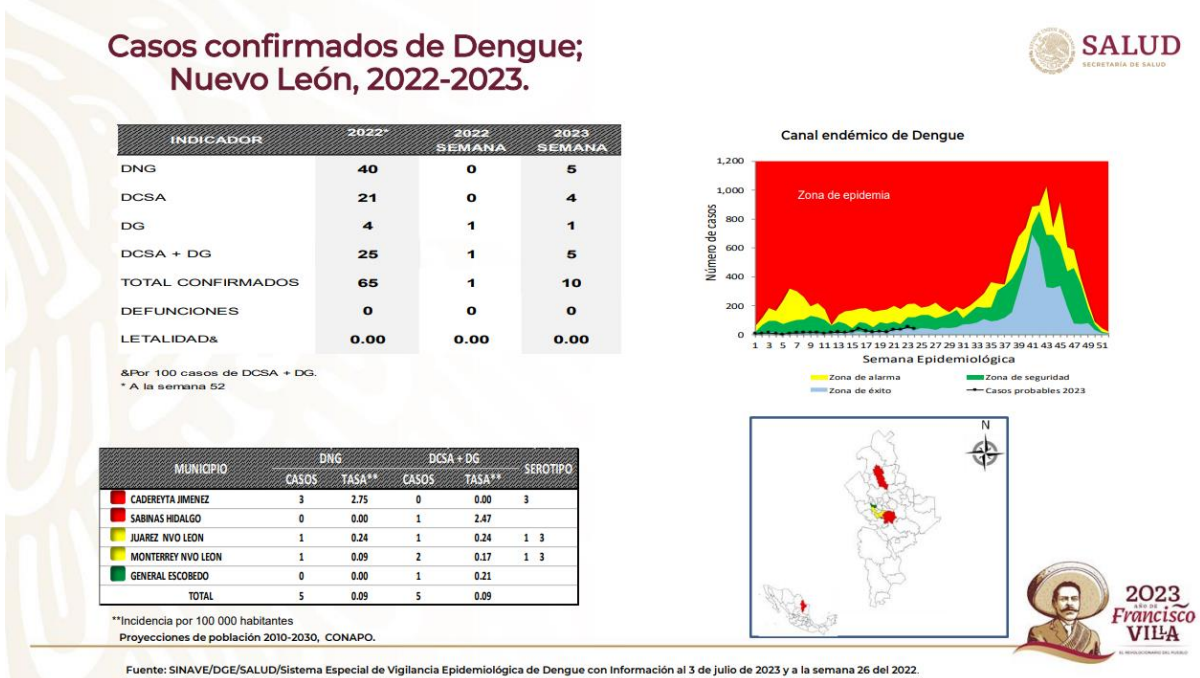 Casos confirmados de Dengue;
Nuevo León, 2022-2023.
SALUD
SECRETARÍA DE SALUD
INDICADOR 2022* 2022 SEMANA 2023 SEMANA
DNG 40 0 5
DCSA 21 0 4
DG 4 1 1
DCSA + DG 25 1 5
TOTAL CONFIRMADOS 65 1 10
DEFUNCIONES 0 0 0
LETALIDAD& 0.00 0.00 0.00
&Por 100 casos de DCSA + DG.
* A la semana 52
Canal endémico de Dengue
Número de casos
1,200
1,000
800
600
400
200
0
Zona de epidemia
1 3 5 7 9 11 13 15 17 19 21 23 25 27 29 31 33 35 37 39 41 43 45 47 49 51
Semana Epidemiológica
Zona de alarma Zona de seguridad
Zona de éxito Casos probables 2023
MUNICIPIO DNG DCSA + DG SEROTIPO
CASOS TASA** CASOS TASA**
CADEREYTA JIMENEZ 3 2.75 0 0.00 3
SABINAS HIDALGO 0 0.00 1 2.47
JUAREZ NVO LEON 1 0.24 1 0.24 1 3
MONTERREY NVO LEON 1 0.09 2 0.17 1 3
GENERAL ESCOBEDO 0 0.00 1 0.21
TOTAL 5 0.09 5 0.09
**Incidencia por 100 000 habitantes
Proyecciones de población 2010-2030, CONAPO.
N
2023
AÑO DE
Francisco
VILLA
EL REVOLUCIONARIO DEL PUEBLO
Fuente: SINAVE/DGE/SALUD/Sistema Especial de Vigilancia Epidemiológica de Dengue con Información al 3 de julio de 2023 y a la semana 26 del 2022.